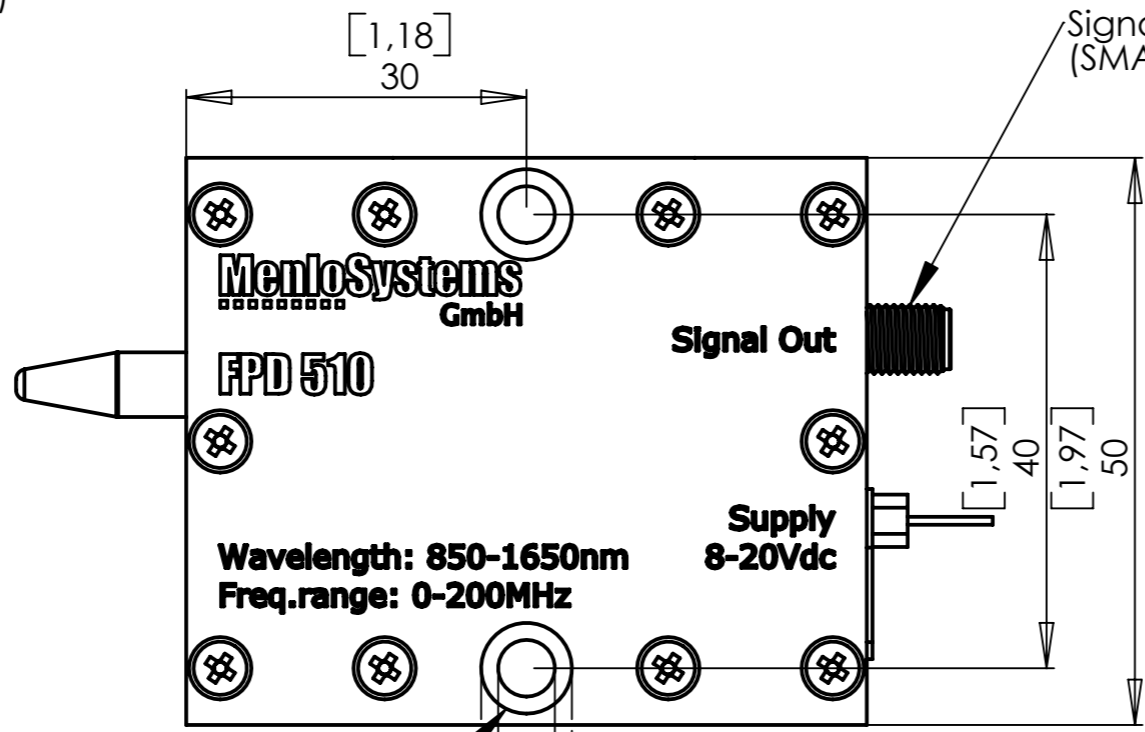 )
[1,18]
30
(SMA
MenloSystems
GmbH
Signal Out
FPD 510
[1,57]
40
[1,97]
50
Supply
8-20Vdc
Wavelength: 850-1650nm
Freq.range: 0-200MHz